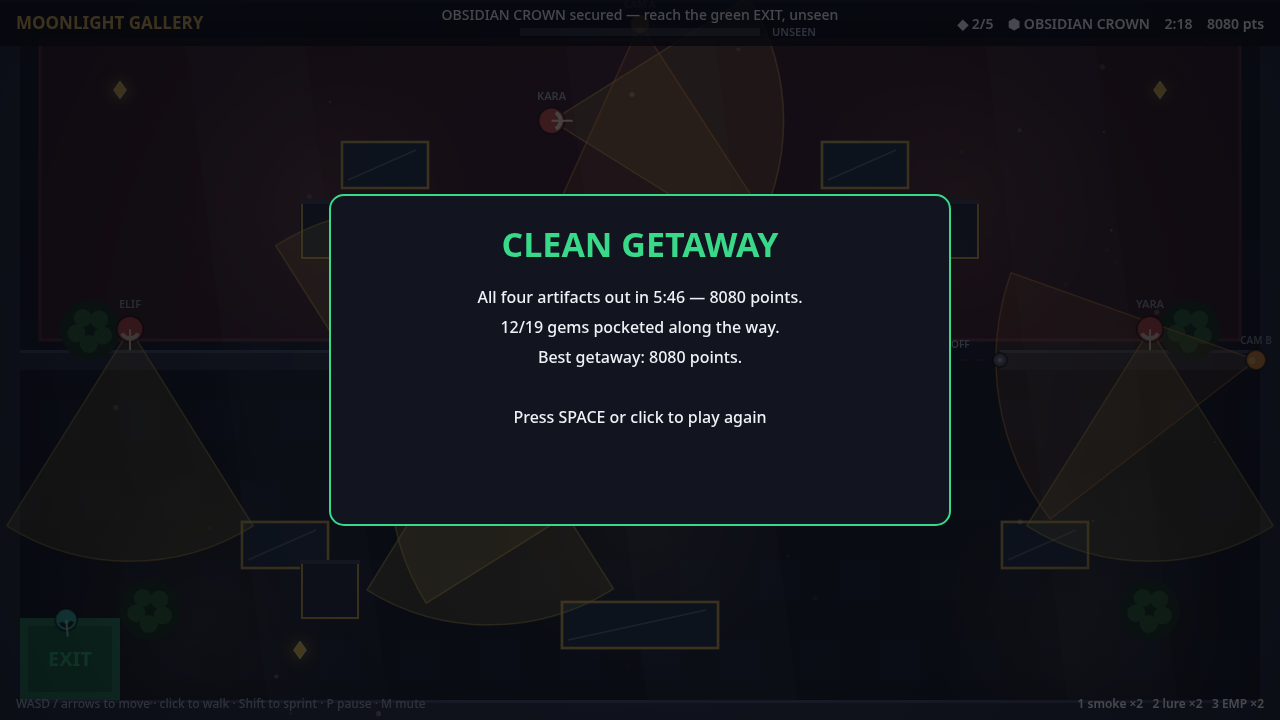 MOONLIGHT GALLERY
OBSIDIAN CROWN secured — reach the green EXIT, unseen
UNSEEN
◆ 2/5 ⬢ OBSIDIAN CROWN 2:18 8080 pts
KARA
ELIF
YARA
OFF
CAM B
CLEAN GETAWAY
All four artifacts out in 5:46 — 8080 points.
12/19 gems pocketed along the way.
Best getaway: 8080 points.
Press SPACE or click to play again
EXIT
WASD / arrows to move · click to walk · Shift to sprint · P pause · M mute
1 smoke ×2 2 lure ×2 3 EMP ×2